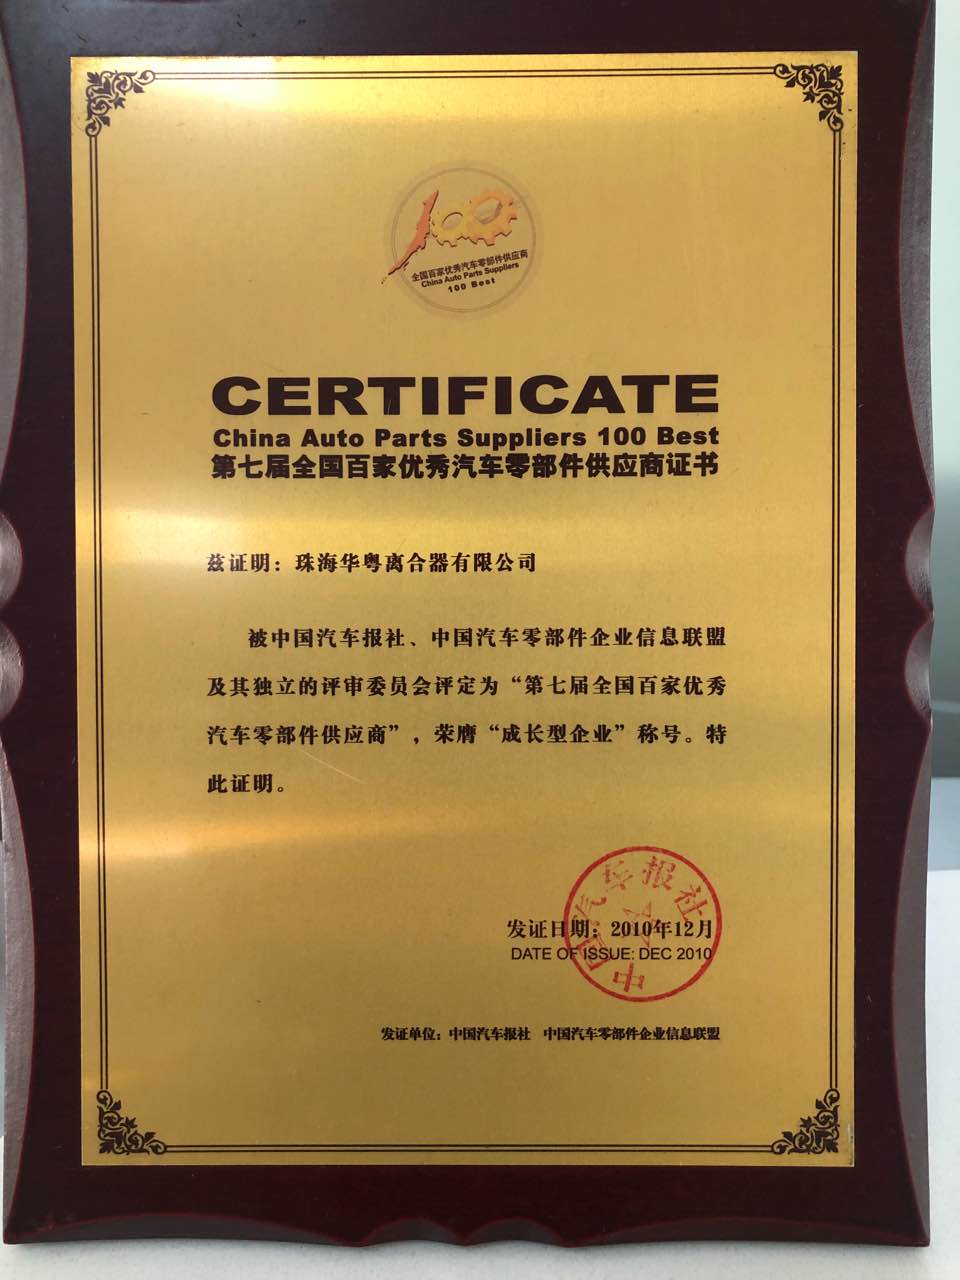 100
全国百家优秀汽车零部件供应商
China Auto Parts Suppliers
100 Best
CERTIFICATE
China Auto Parts Suppliers 100 Best
第七届全国百家优秀汽车零部件供应商证书
兹证明：珠海华粤离合器有限公司
被中国汽车报社、中国汽车零部件企业信息联盟
及其独立的评审委员会评定为“第七届全国百家优秀
汽车零部件供应商”，荣膺“成长型企业”称号。特
此证明。
中国汽车报社
发证日期：2010年12月
DATE OF ISSUE: DEC 2010
发证单位：中国汽车报社 中国汽车零部件企业信息联盟